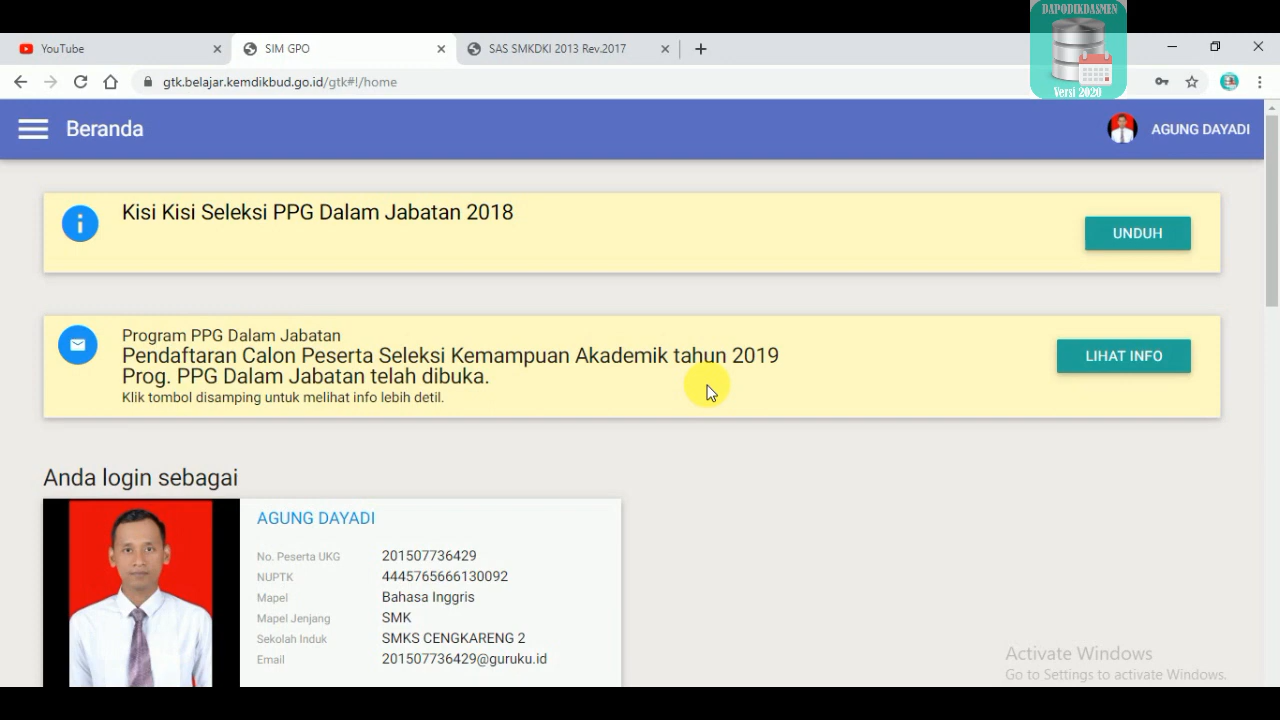 DAPODIKDASMEN
Versi 2020
YouTube
SIM GPO
SAS SMKDKI 2013 Rev.2017
gtk.belajar.kemdikbud.go.id/gtk#!/home
Beranda
AGUNG DAYADI
Kisi Kisi Seleksi PPG Dalam Jabatan 2018
UNDUH
Program PPG Dalam Jabatan
Pendaftaran Calon Peserta Seleksi Kemampuan Akademik tahun 2019
Prog. PPG Dalam Jabatan telah dibuka.
Klik tombol disamping untuk melihat info lebih detil.
LIHAT INFO
Anda login sebagai
AGUNG DAYADI
No. Peserta UKG 201507736429
NUPTK 4445765666130092
Mapel Bahasa Inggris
Mapel Jenjang SMK
Sekolah Induk SMKS CENGKARENG 2
Email 201507736429@guruku.id
Activate Windows
Go to Settings to activate Windows.